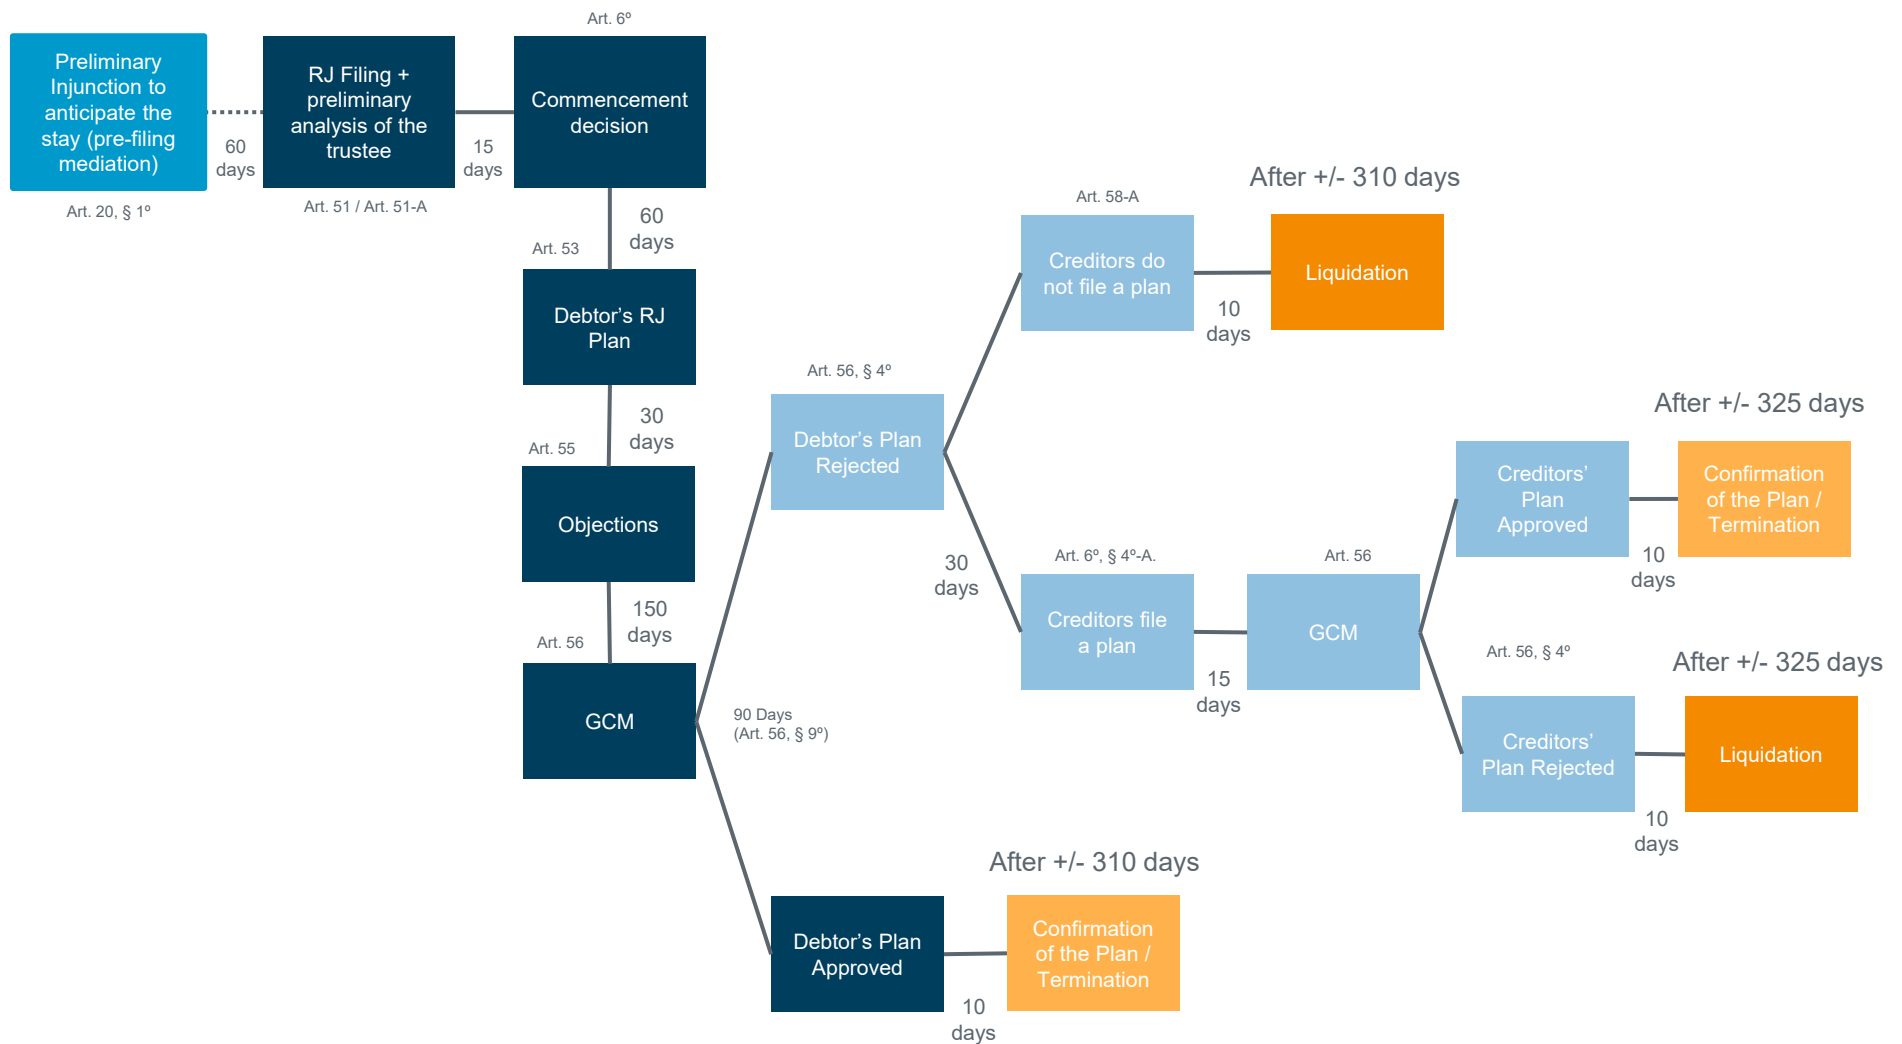 Art. 6º
Preliminary
Injunction to
anticipate the
stay (pre-filing
mediation)
Art. 20, § 1º
60
days
RJ Filing +
preliminary
analysis of the
trustee
Art. 51 / Art. 51-A
15
days
Commencement
decision
60
days
Art. 53
Debtor’s RJ
Plan
30
days
Art. 55
Objections
150
days
Art. 56
GCM
90 Days
(Art. 56, § 9º)
Art. 56, § 4º
Debtor’s Plan
Rejected
Art. 58-A
Creditors do
not file a plan
10
days
After +/- 310 days
Liquidation
30
days
Art. 6º, § 4º-A.
Creditors file
a plan
15
days
Art. 56
GCM
Creditors’
Plan
Approved
10
days
After +/- 325 days
Confirmation
of the Plan /
Termination
Art. 56, § 4º
Creditors’
Plan Rejected
10
days
After +/- 325 days
Liquidation
Debtor’s Plan
Approved
10
days
After +/- 310 days
Confirmation
of the Plan /
Termination